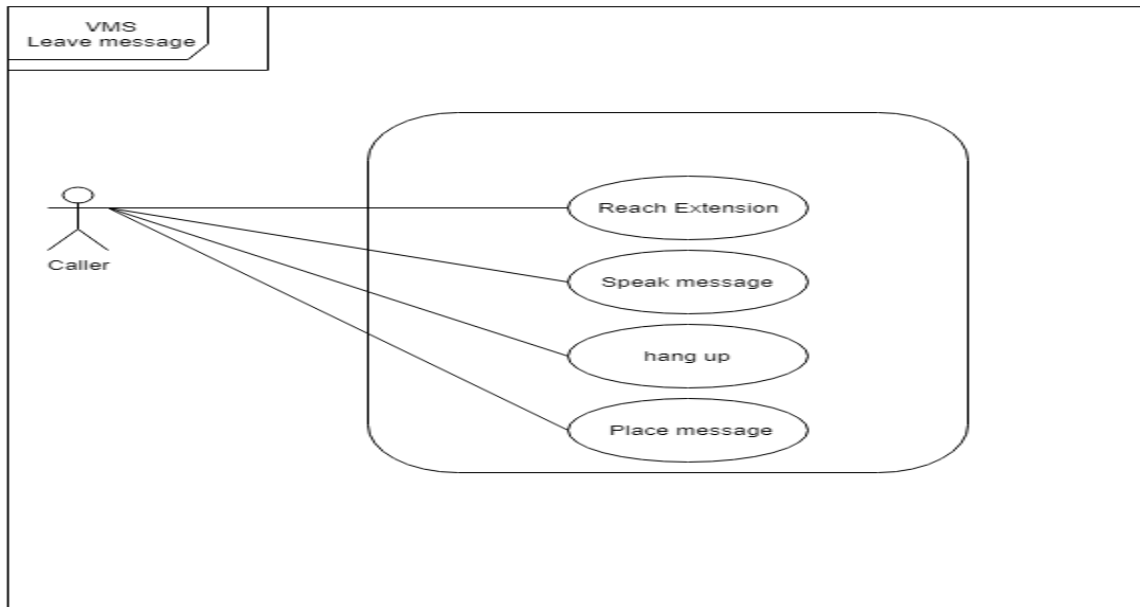 VMS
Leave message
Reach Extension
Caller
Speak message
hang up
Place message